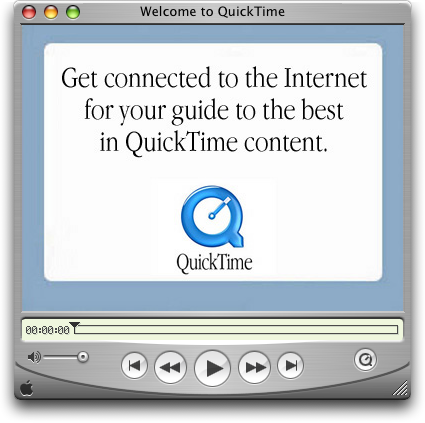 Welcome to QuickTime
Get connected to the Internet
for your guide to the best
in QuickTime content.
QuickTime
00:00:00